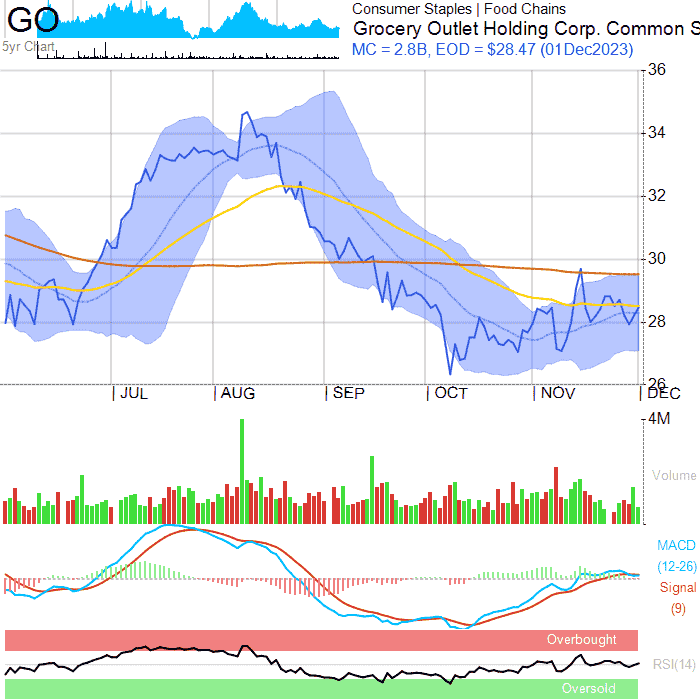 GO
Consumer Staples | Food Chains
Grocery Outlet Holding Corp. Common S
MC = 2.8B, EOD = $28.47 (01Dec2023)
5yr Chart
36
34
32
30
28
26
JUL
AUG
SEP
OCT
NOV
DEC
4M
Volume
MACD
(12-26)
Signal
(9)
Overbought
RSI(14)
Oversold